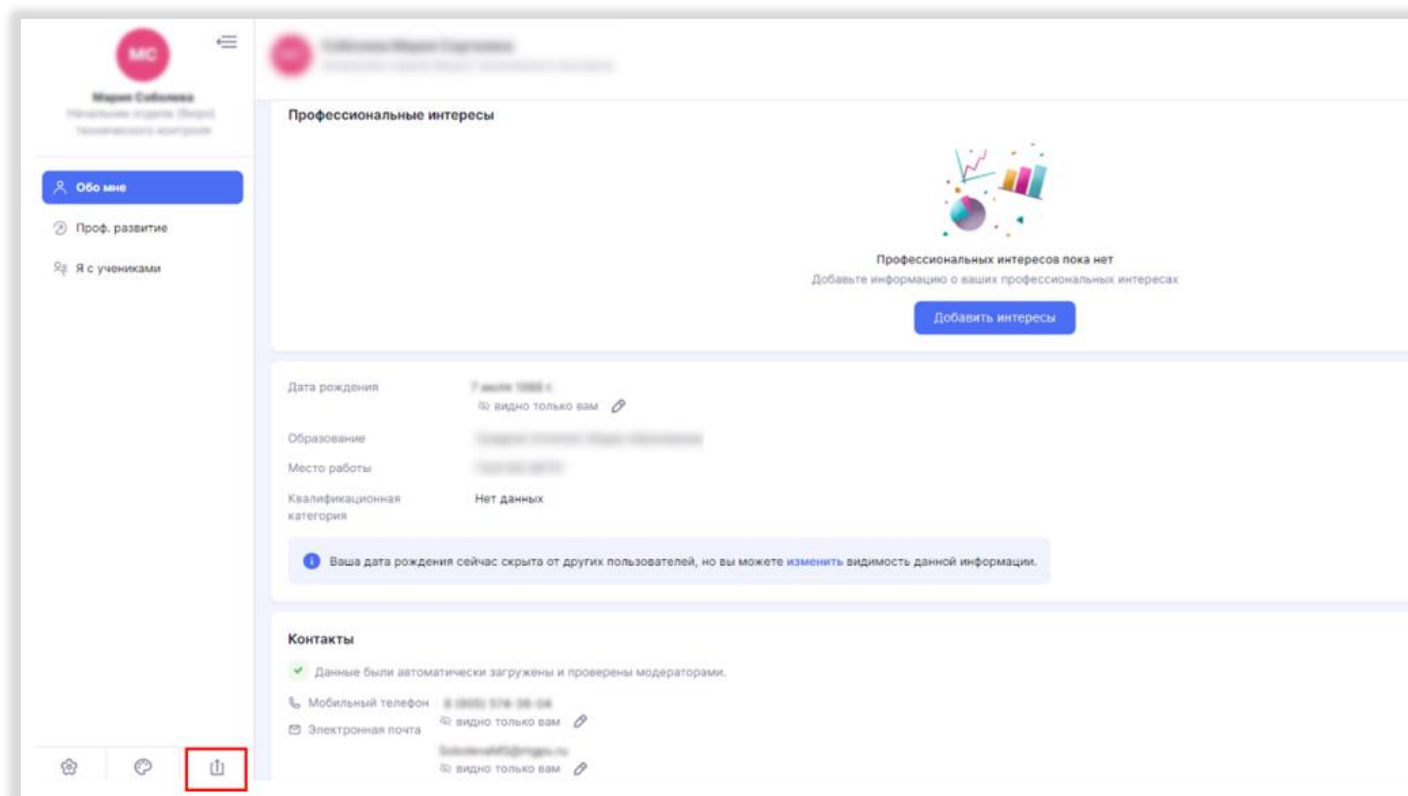 МС
Обо мне
Проф. развитие
Я с учениками
Профессиональные интересы
Профессиональных интересов пока нет
Добавьте информацию о ваших профессиональных интересах
Добавить интересы
Дата рождения
видно только вам
Образование
Место работы
Квалификационная категория
Нет данных
Ваша дата рождения сейчас скрыта от других пользователей, но вы можете изменить видимость данной информации.
Контакты
Данные были автоматически загружены и проверены модераторами.
Мобильный телефон
видно только вам
Электронная почта
видно только вам